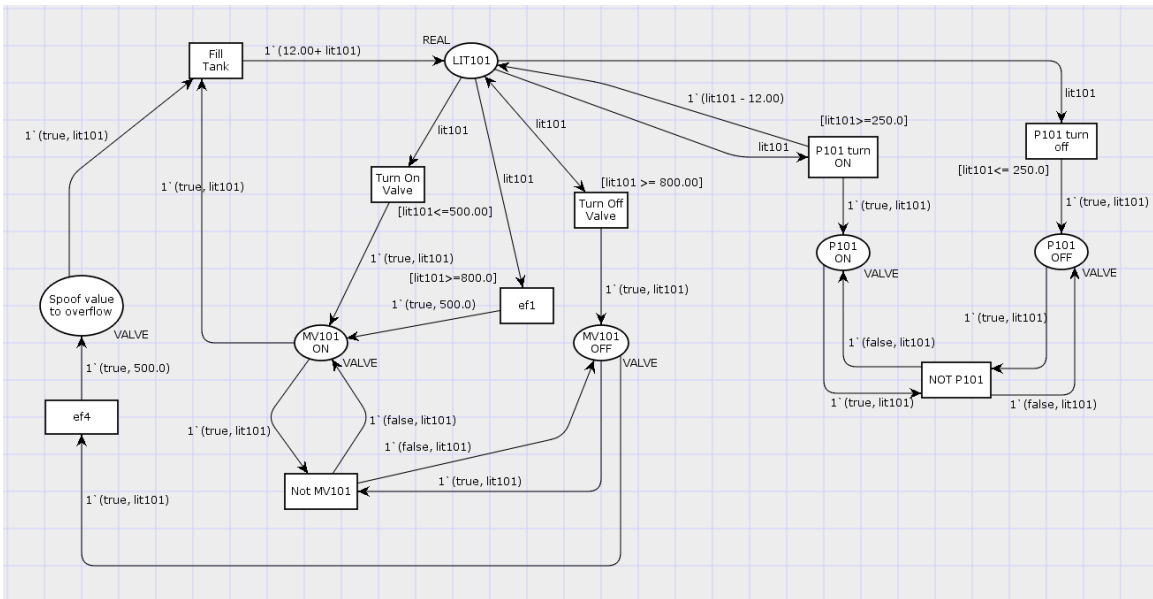 REAL
Fill
Tank
1`(12.00+ lit101)
LIT101
lit101
1`(lit101 - 12.00)
[lit101>=250.0]
P101 turn
off
1`(true, lit101)
lit101
lit101
P101 turn
ON
[lit101<= 250.0]
Turn On
Valve
lit101
1`(true, lit101)
lit101
[lit101 >= 800.00]
Turn Off
Valve
[lit101<=500.00]
1`(true, lit101)
1`(true, lit101)
P101
ON
VALVE
P101
OFF
VALVE
1`(true, lit101)
[lit101>=800.0]
1`(true, 500.0)
ef1
1`(true, lit101)
Spoof value
to overflow
VALVE
1`(true, lit101)
MV101
ON
VALVE
MV101
OFF
VALVE
1`(false, lit101)
1`(true, 500.0)
NOT P101
1`(true, lit101)
1`(false, lit101)
ef4
1`(true, lit101)
1`(false, lit101)
1`(false, lit101)
1`(true, lit101)
Not MV101
1`(true, lit101)